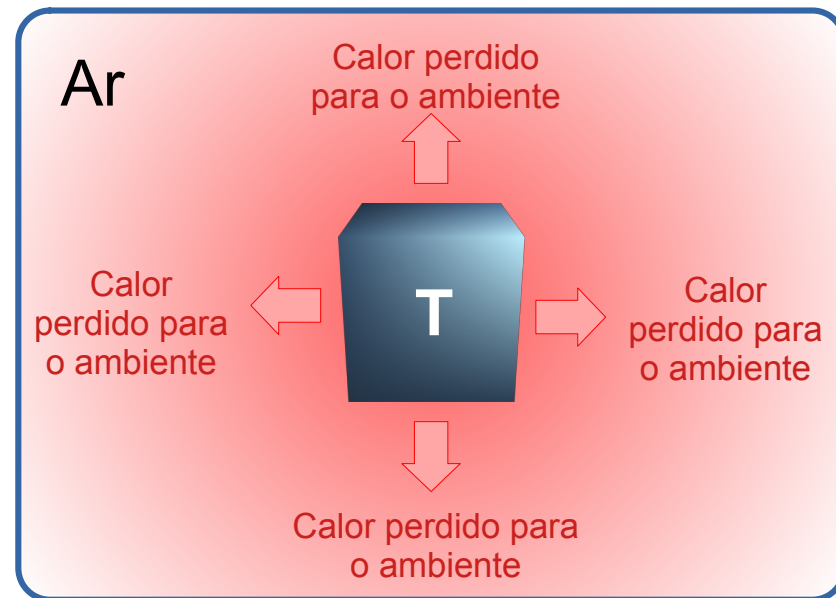 Calor perdido
para o ambiente
Ar
Calor
perdido para
o ambiente
T
Calor
perdido para
o ambiente
Calor perdido para
o ambiente